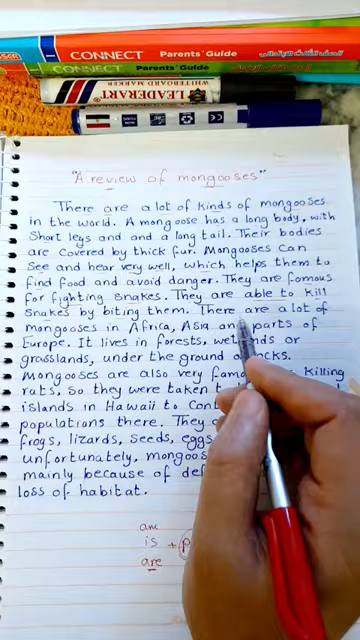 CONNECT Parents' Guide
CONNECT Parents' Guide
LEADERART WHITEBOARD MARKER
"A review of mongooses"
There are a lot of kinds of mongooses
in the world. A mongoose has a long body, with
Short legs and and a long tail. Their bodies
are covered by thick fur. Mongooses can
See and hear very well, which helps them to
find food and avoid danger. They are famous
for fighting snakes. They are able to kill
Snakes by biting them. There are a lot of
mongooses in Africa, Asia and parts of
Europe. It lives in forests, wetlands or
grasslands, under the ground
Mongooses are also very killing
rats, So they were taken
islands in Hawaii to
populations there. They
frogs, lizards, seeds, eggs
unfortunately,
mainly because of
loss of habitat.
am
is +
are